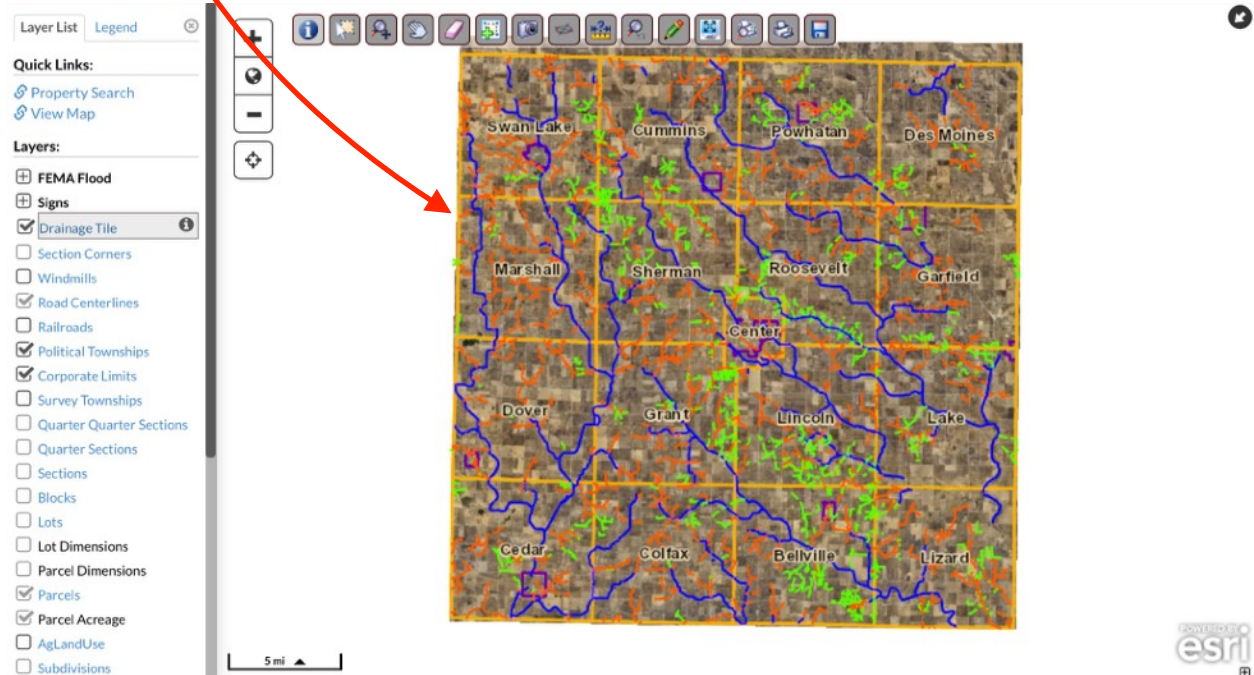 Layer List Legend
Quick Links:
Property Search
View Map
Layers:
FEMA Flood
Signs
Drainage Tile
Section Corners
Windmills
Road Centerlines
Railroads
Political Townships
Corporate Limits
Survey Townships
Quarter Quarter Sections
Quarter Sections
Sections
Blocks
Lots
Lot Dimensions
Parcel Dimensions
Parcels
Parcel Acreage
AgLandUse
Subdivisions
Swan Lake Cummins Powhatan Des Moines
Marshall Sherman Roosevelt Garfield
Center
Dover Grant Lincoln Lake
Cedar Colfax Bellville Lizard
5 mi
POWERED BY
esri